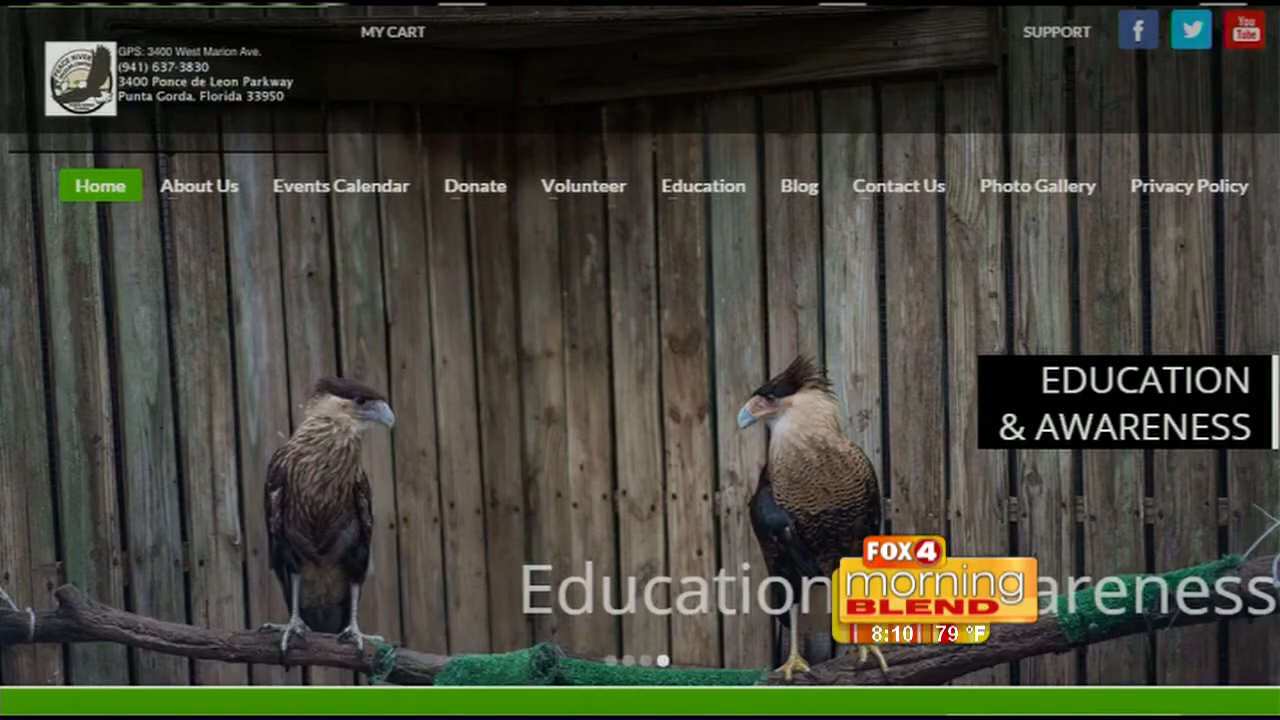 MY CART
SUPPORT
f
You
Tube
GPS: 3400 West Marion Ave.
(941) 637-3830
3400 Ponce de Leon Parkway
Punta Gorda, Florida 33950
Home
About Us
Events Calendar
Donate
Volunteer
Education
Blog
Contact Us
Photo Gallery
Privacy Policy
EDUCATION
& AWARENESS
Education areness
FOX 4
morning
BLEND
8:10 79 °F